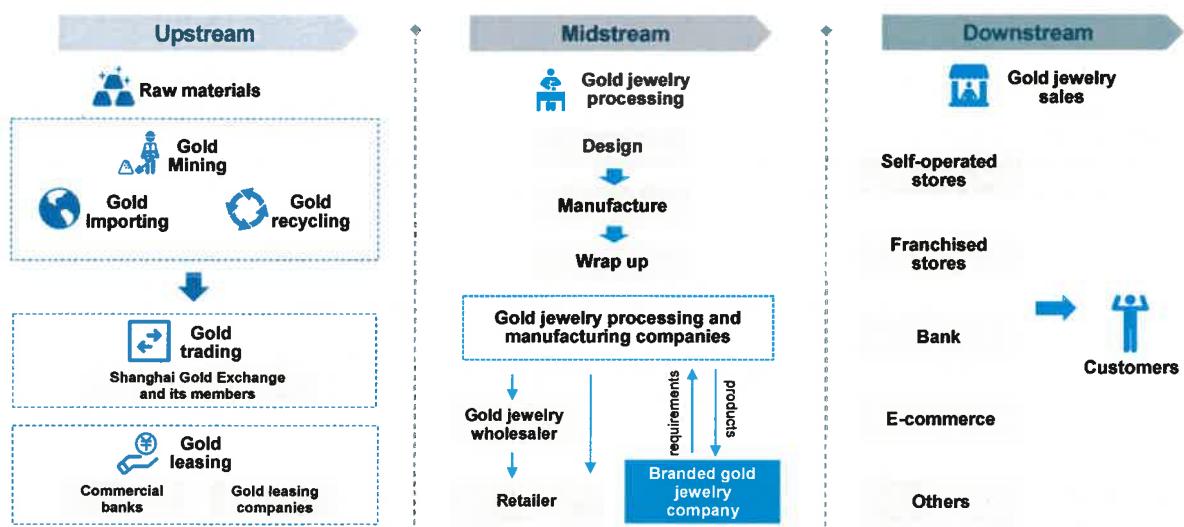 Upstream
Raw materials
Gold
Mining
Gold
Importing
Gold
recycling
Gold
trading
Shanghai Gold Exchange
and its members
¥
Gold
leasing
Commercial
banks
Gold leasing
companies
Midstream
Gold jewelry
processing
Design
Manufacture
Wrap up
Gold jewelry processing and
manufacturing companies
Gold jewelry
wholesaler
Retailer
requirements
products
Branded gold
jewelry
company
Downstream
Gold jewelry
sales
Self-operated
stores
Franchised
stores
Bank
E-commerce
Others
Customers